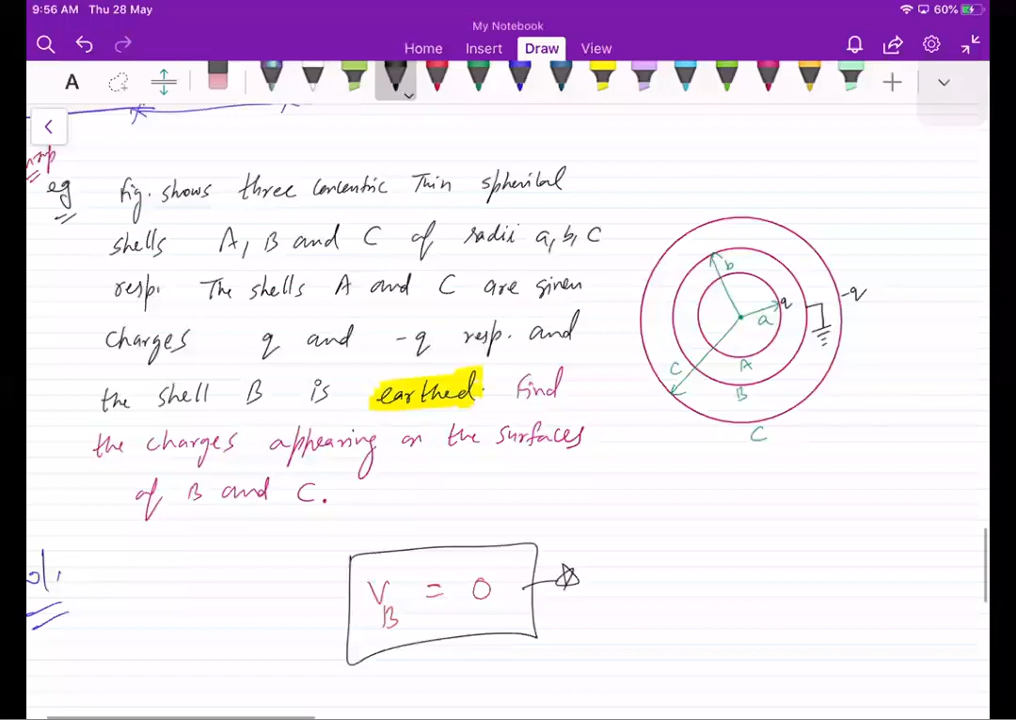 9:56 AM Thu 28 May
60%
My Notebook
Home Insert Draw View
A
eg fig. shows three concentric Thin spherical
shells A, B and C of radii a, b, c
resp. The shells A and C are given
charges q and -q resp. and
the shell B is earthed. Find
the charges appearing on the surfaces
of B and C.
b
q
-q
a
c
A
B
C
V_B = 0